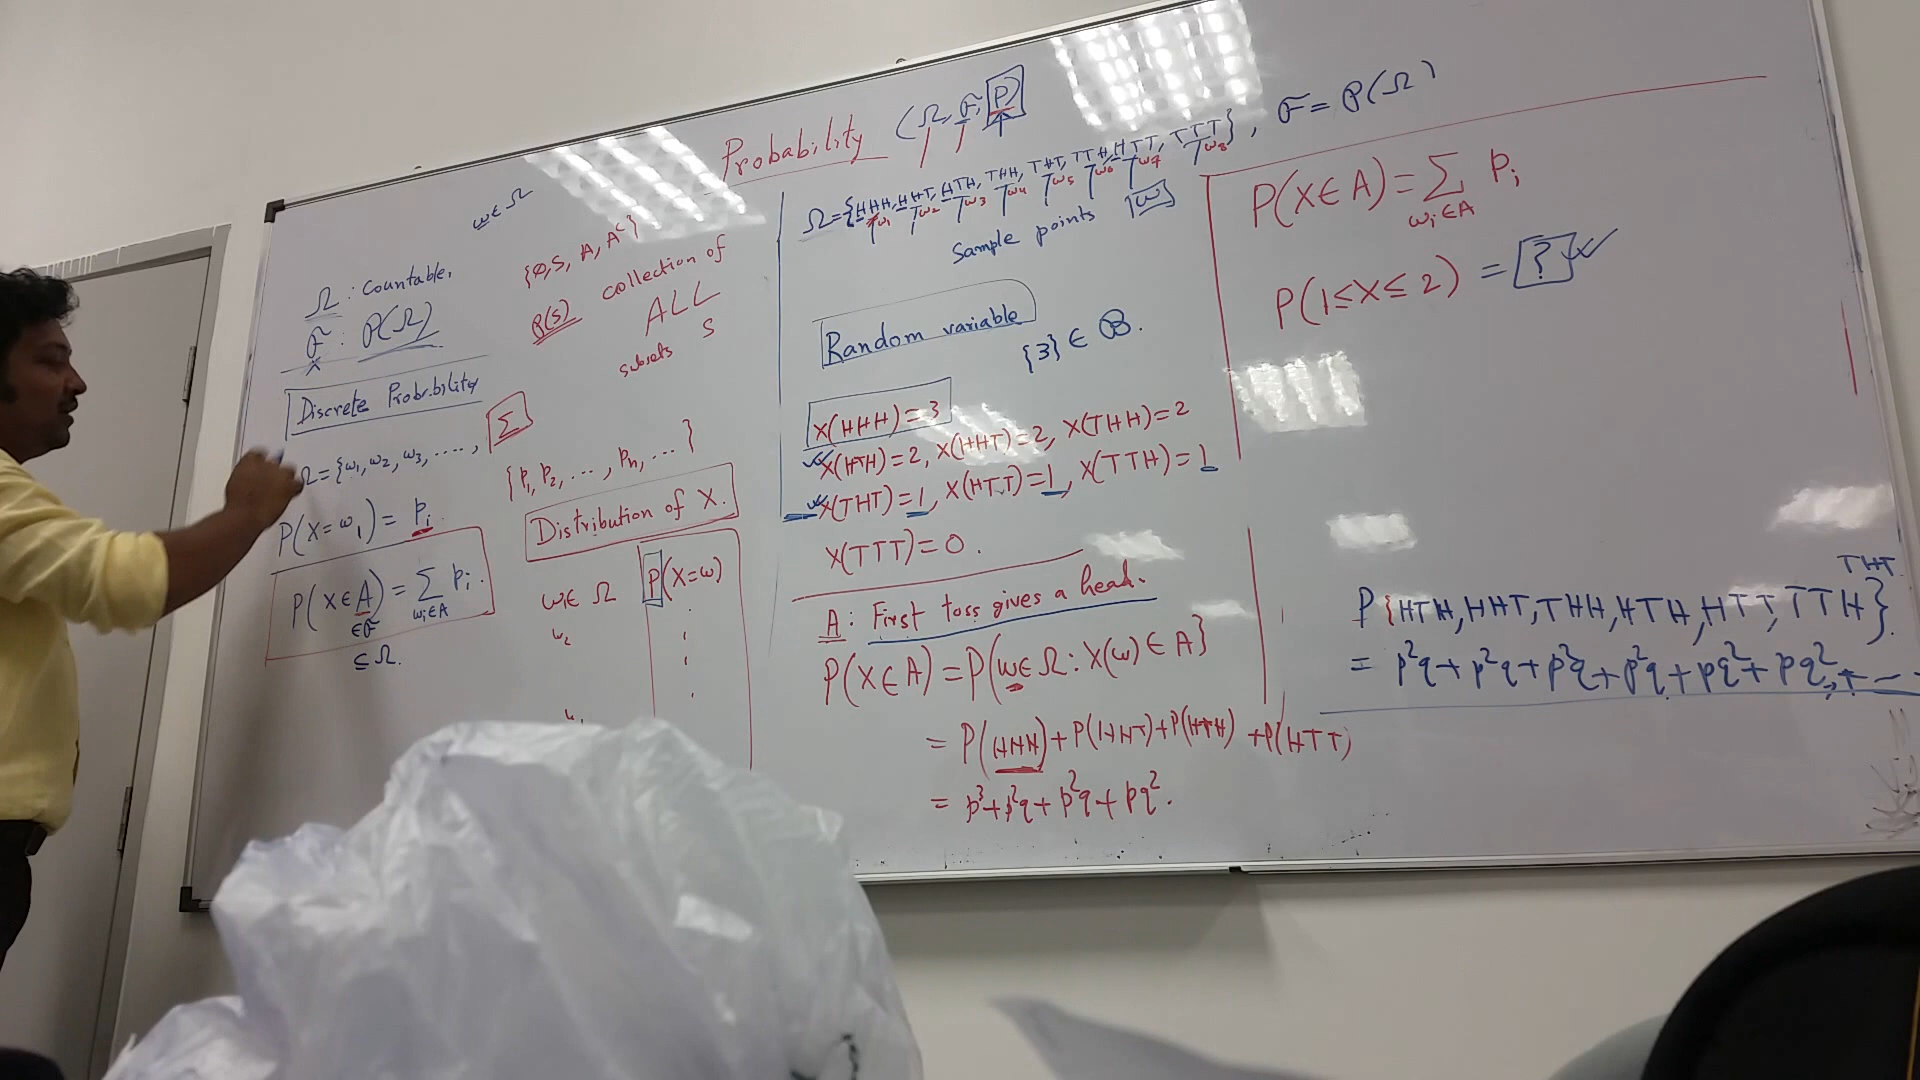 Probability (Ω, F, P)
ω ∈ Ω
Ω : Countable.
F : P(Ω)
{φ, S, A, Aᶜ}
P(S) collection of
ALL
subsets S
Discrete Probability
Ω = {ω₁, ω₂, ω₃, ....,
Σ
P(X=ω₁) = pᵢ
P(X∈A) = Σ pᵢ.
ωᵢ∈A
∈F
⊆ Ω.
{p₁, p₂, ..., pₙ, ... }
Distribution of X.
ω∈ Ω P(X=ω)
ω₂
Ω = {HHH, HHT, HTH, THH, THT, TTH, HTT, TTT}, F = P(Ω)
ω₁ ω₂ ω₃ ω₄ ω₅ ω₆ ω₇ ω₈
Sample points |ω|
Random variable
{3} ∈ B.
X(HHH) = 3
X(HTH) = 2, X(HHT) = 2, X(THH) = 2
X(THT) = 1, X(HTT) = 1, X(TTH) = 1
X(TTT) = 0.
A : First toss gives a head.
P(X∈A) = P(ω∈Ω : X(ω) ∈ A}
= P(HHH) + P(HHT) + P(HTH) + P(HTT)
= p³ + p²q + p²q + pq².
P(X∈A) = Σ pᵢ
ωᵢ∈A
P(1≤X≤2) = ?
THT
P{HTH, HHT, THH, HTH, HTT, TTH}.
= p²q + p²q + p²q + p²q + pq² + pq² + --